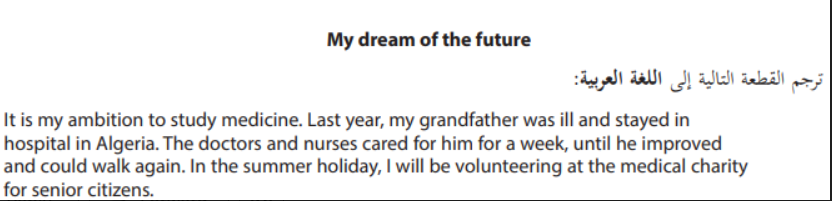 My dream of the future
ترجم القطعة التالية إلى اللغة العربية:
It is my ambition to study medicine. Last year, my grandfather was ill and stayed in
hospital in Algeria. The doctors and nurses cared for him for a week, until he improved
and could walk again. In the summer holiday, I will be volunteering at the medical charity
for senior citizens.